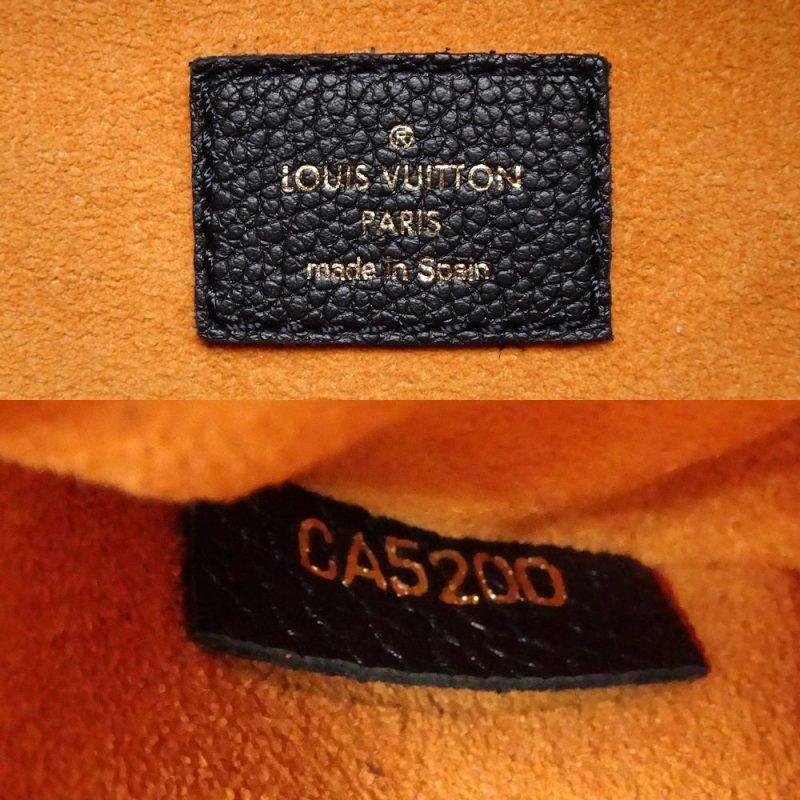 ®
LOUIS VUITTON
PARIS
made in Spain
CA5200